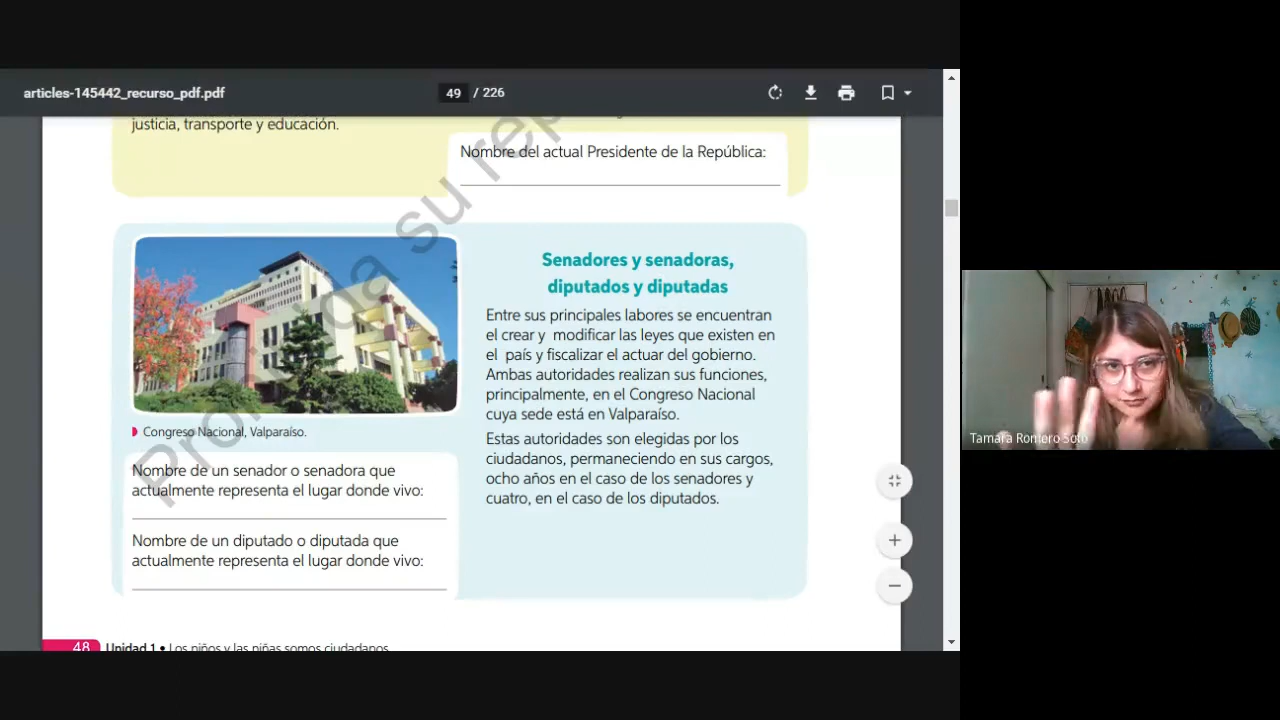 articles-145442_recurso_pdf.pdf
49 / 226
justicia, transporte y educación.
Nombre del actual Presidente de la República:
Senadores y senadoras,
diputados y diputadas
Entre sus principales labores se encuentran
el crear y modificar las leyes que existen en
el país y fiscalizar el actuar del gobierno.
Ambas autoridades realizan sus funciones,
principalmente, en el Congreso Nacional
cuya sede está en Valparaíso.
Estas autoridades son elegidas por los
ciudadanos, permaneciendo en sus cargos,
ocho años en el caso de los senadores y
cuatro, en el caso de los diputados.
Congreso Nacional, Valparaíso.
Nombre de un senador o senadora que
actualmente representa el lugar donde vivo:
Nombre de un diputado o diputada que
actualmente representa el lugar donde vivo:
48 Unidad 1 • Los niños y las niñas somos ciudadanos
Tamara Romero Soto